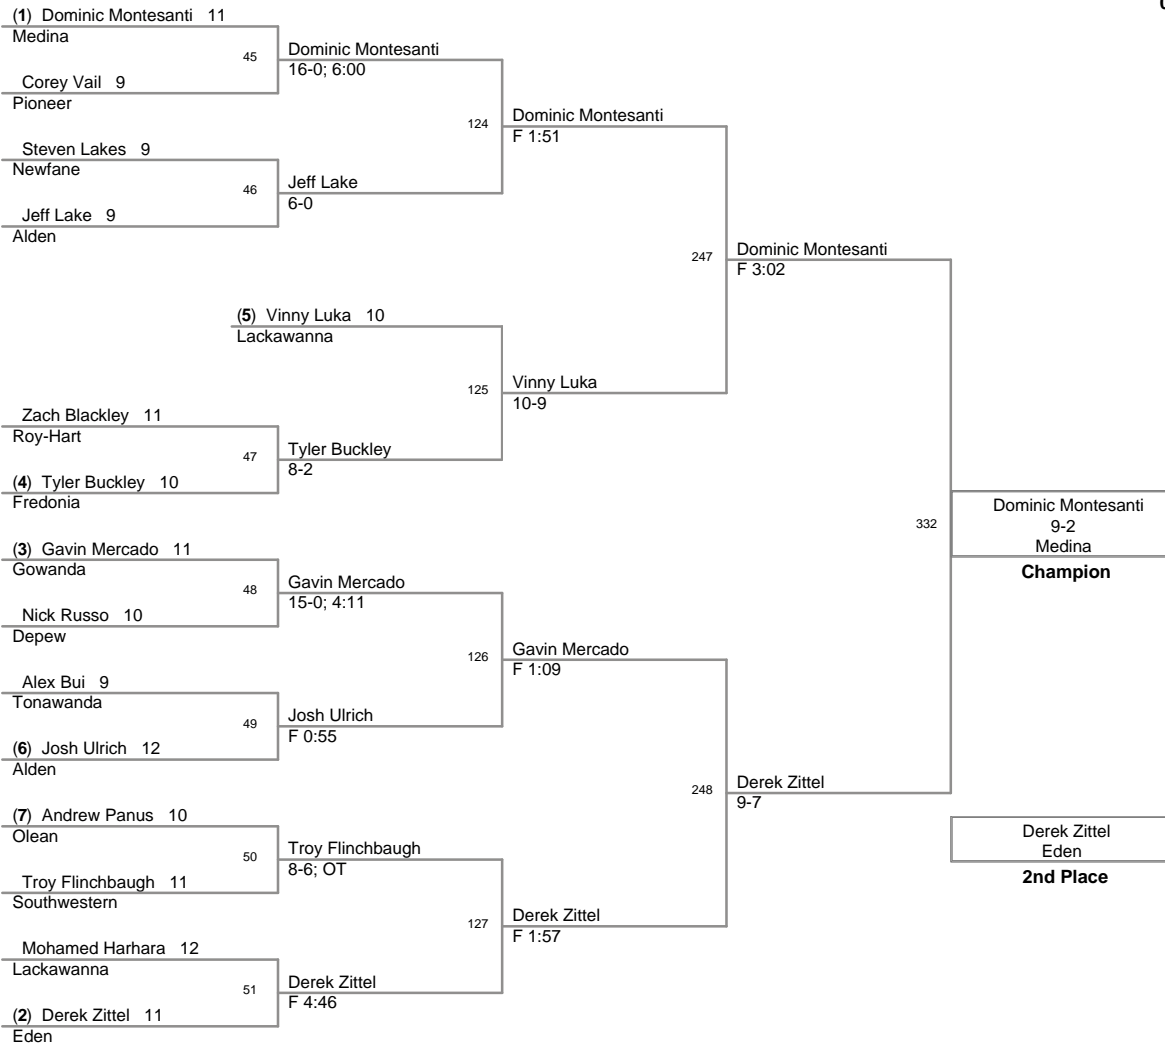 (1) Dominic Montesanti 11
Medina
45
Corey Vail 9
Pioneer
Dominic Montesanti
16-0; 6:00
124
Steven Lakes 9
Newfane
46
Jeff Lake 9
Alden
Jeff Lake
6-0
Dominic Montesanti
F 1:51
247
(5) Vinny Luka 10
Lackawanna
125
Zach Blackley 11
Roy-Hart
47
(4) Tyler Buckley 10
Fredonia
Tyler Buckley
8-2
Vinny Luka
10-9
Dominic Montesanti
F 3:02
332
(3) Gavin Mercado 11
Gowanda
48
Nick Russo 10
Depew
Gavin Mercado
15-0; 4:11
126
Alex Bui 9
Tonawanda
49
(6) Josh Ulrich 12
Alden
Josh Ulrich
F 0:55
Gavin Mercado
F 1:09
248
(7) Andrew Panus 10
Olean
50
Troy Flinchbaugh 11
Southwestern
Troy Flinchbaugh
8-6; OT
127
Mohamed Harhara 12
Lackawanna
51
(2) Derek Zittel 11
Eden
Derek Zittel
F 4:46
Derek Zittel
F 1:57
Derek Zittel
9-7
Dominic Montesanti
9-2
Medina
Champion
Derek Zittel
Eden
2nd Place